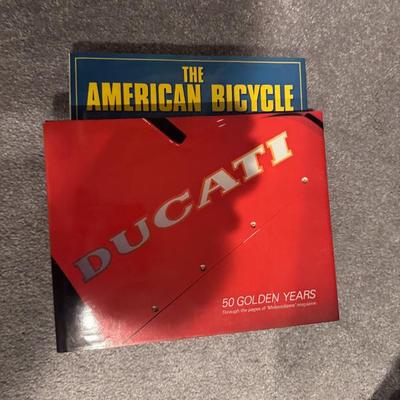 THE
AMERICAN BICYCLE
DUCATI
50 GOLDEN YEARS
Through the pages of "Motociclismo" magazine